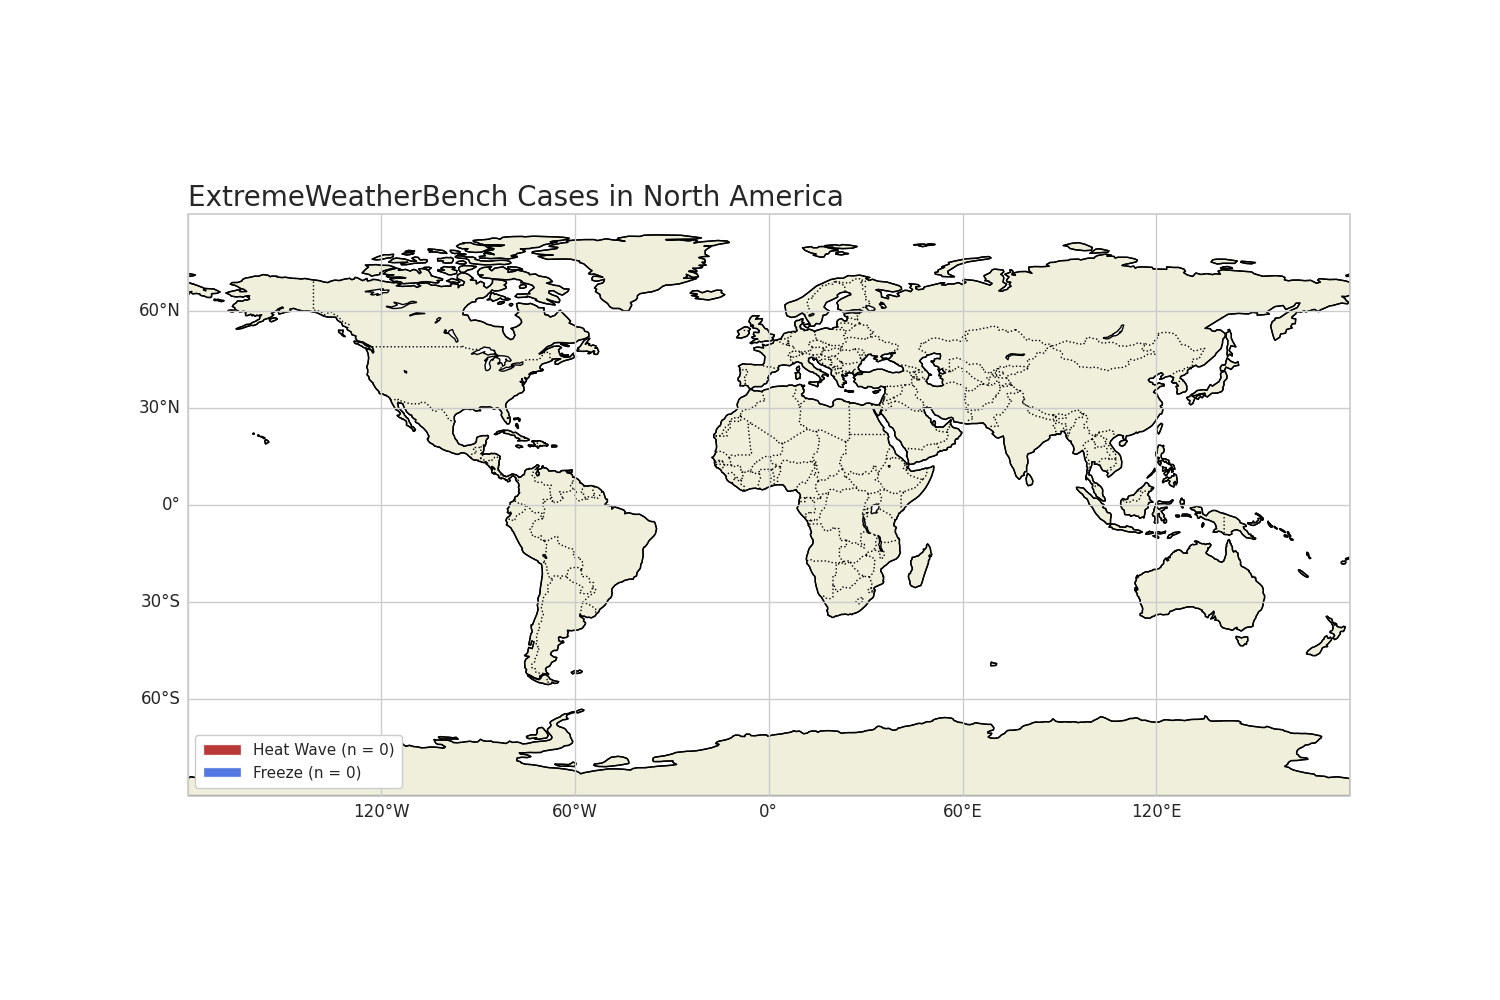 ExtremeWeatherBench Cases in North America
60°N
30°N
0°
30°S
60°S
Heat Wave (n = 0)
Freeze (n = 0)
120°W
60°W
0°
60°E
120°E